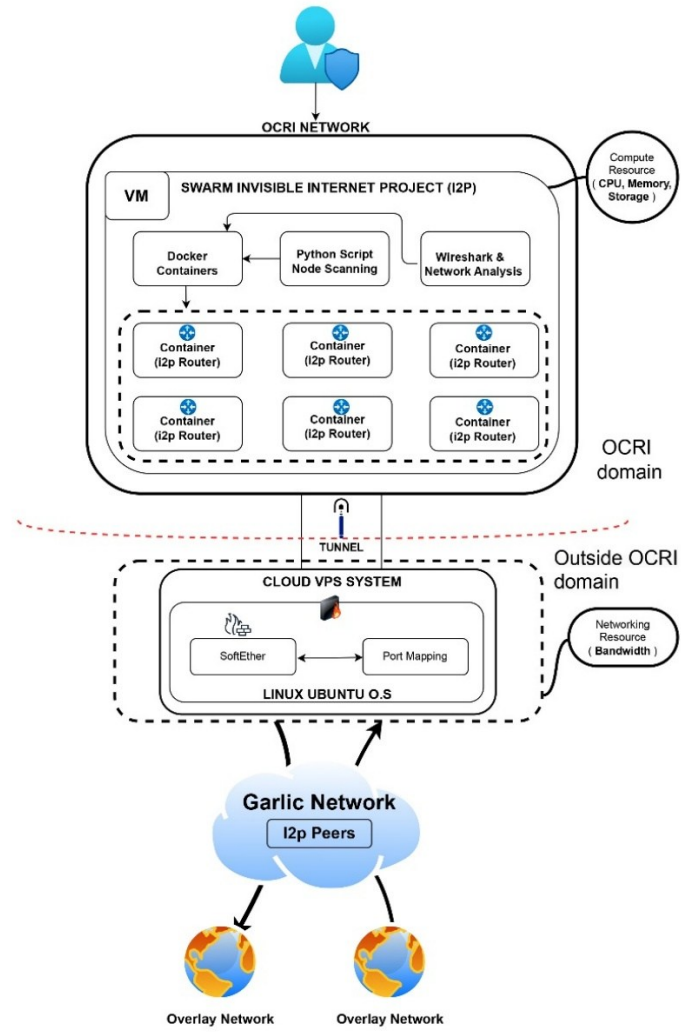 OCRI NETWORK
VM
SWARM INVISIBLE INTERNET PROJECT (I2P)
Compute
Resource
( CPU, Memory,
Storage )
Docker
Containers
Python Script
Node Scanning
Wireshark &
Network Analysis
Container
(i2p Router)
Container
(i2p Router)
Container
(i2p Router)
Container
(i2p Router)
Container
(i2p Router)
Container
(i2p Router)
OCRI
domain
TUNNEL
Outside OCRI
domain
CLOUD VPS SYSTEM
SoftEther
Port Mapping
LINUX UBUNTU O.S
Networking
Resource
( Bandwidth )
Garlic Network
I2p Peers
Overlay Network
Overlay Network